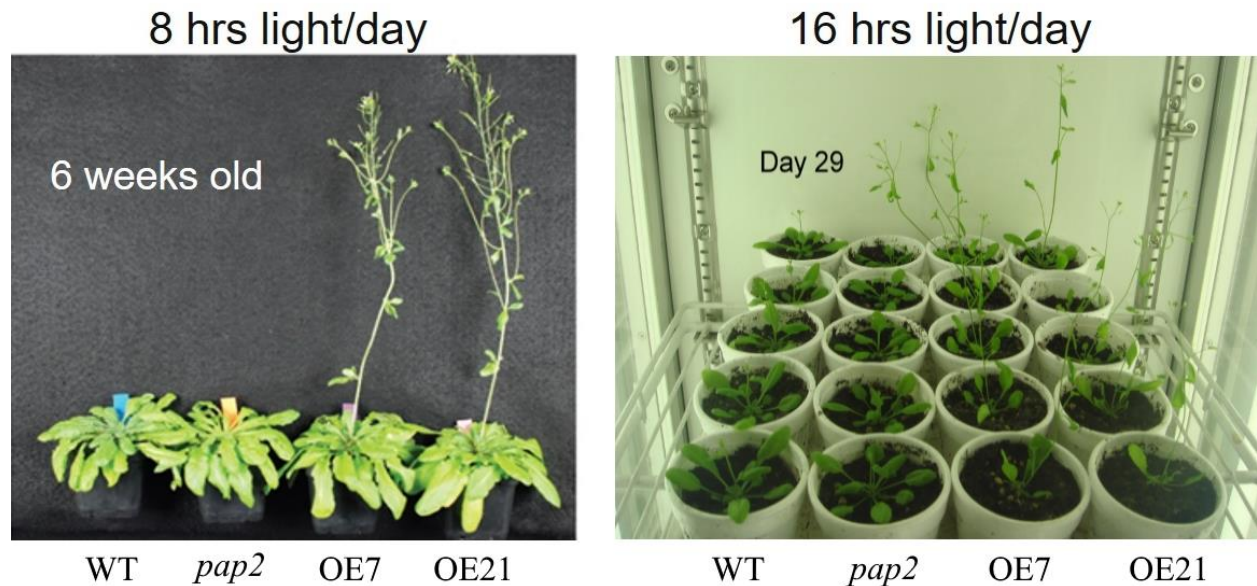 8 hrs light/day
16 hrs light/day
6 weeks old
Day 29
WT pap2 OE7 OE21
WT pap2 OE7 OE21